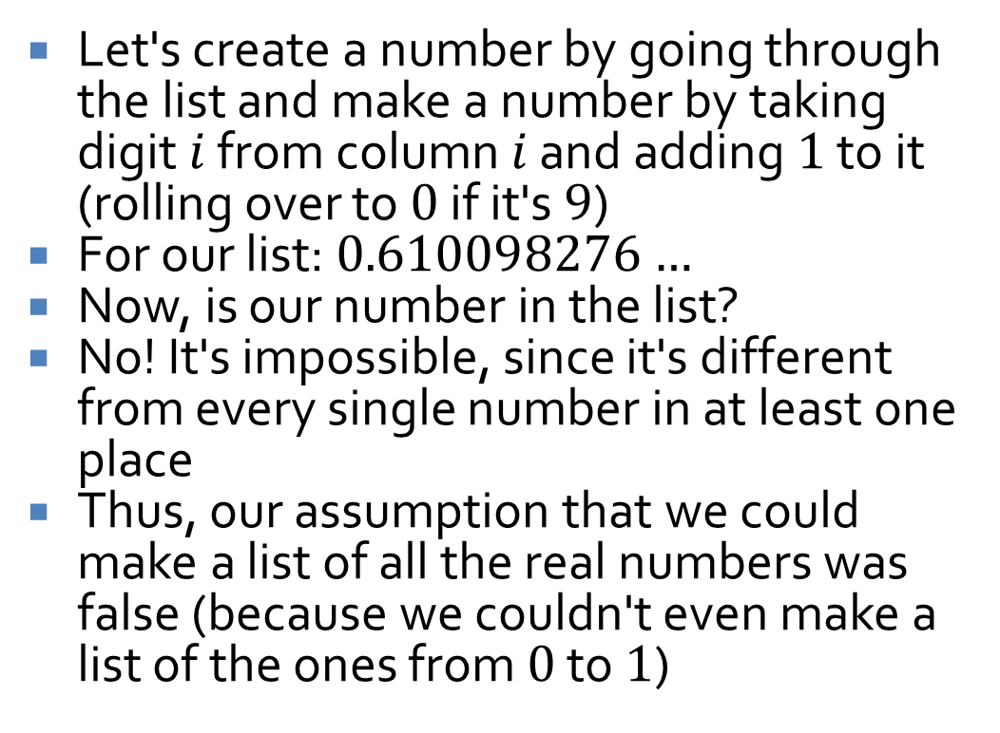 ▪ Let's create a number by going through
the list and make a number by taking
digit i from column i and adding 1 to it
(rolling over to 0 if it's 9)
▪ For our list: 0.610098276 ...
▪ Now, is our number in the list?
▪ No! It's impossible, since it's different
from every single number in at least one
place
▪ Thus, our assumption that we could
make a list of all the real numbers was
false (because we couldn't even make a
list of the ones from 0 to 1)